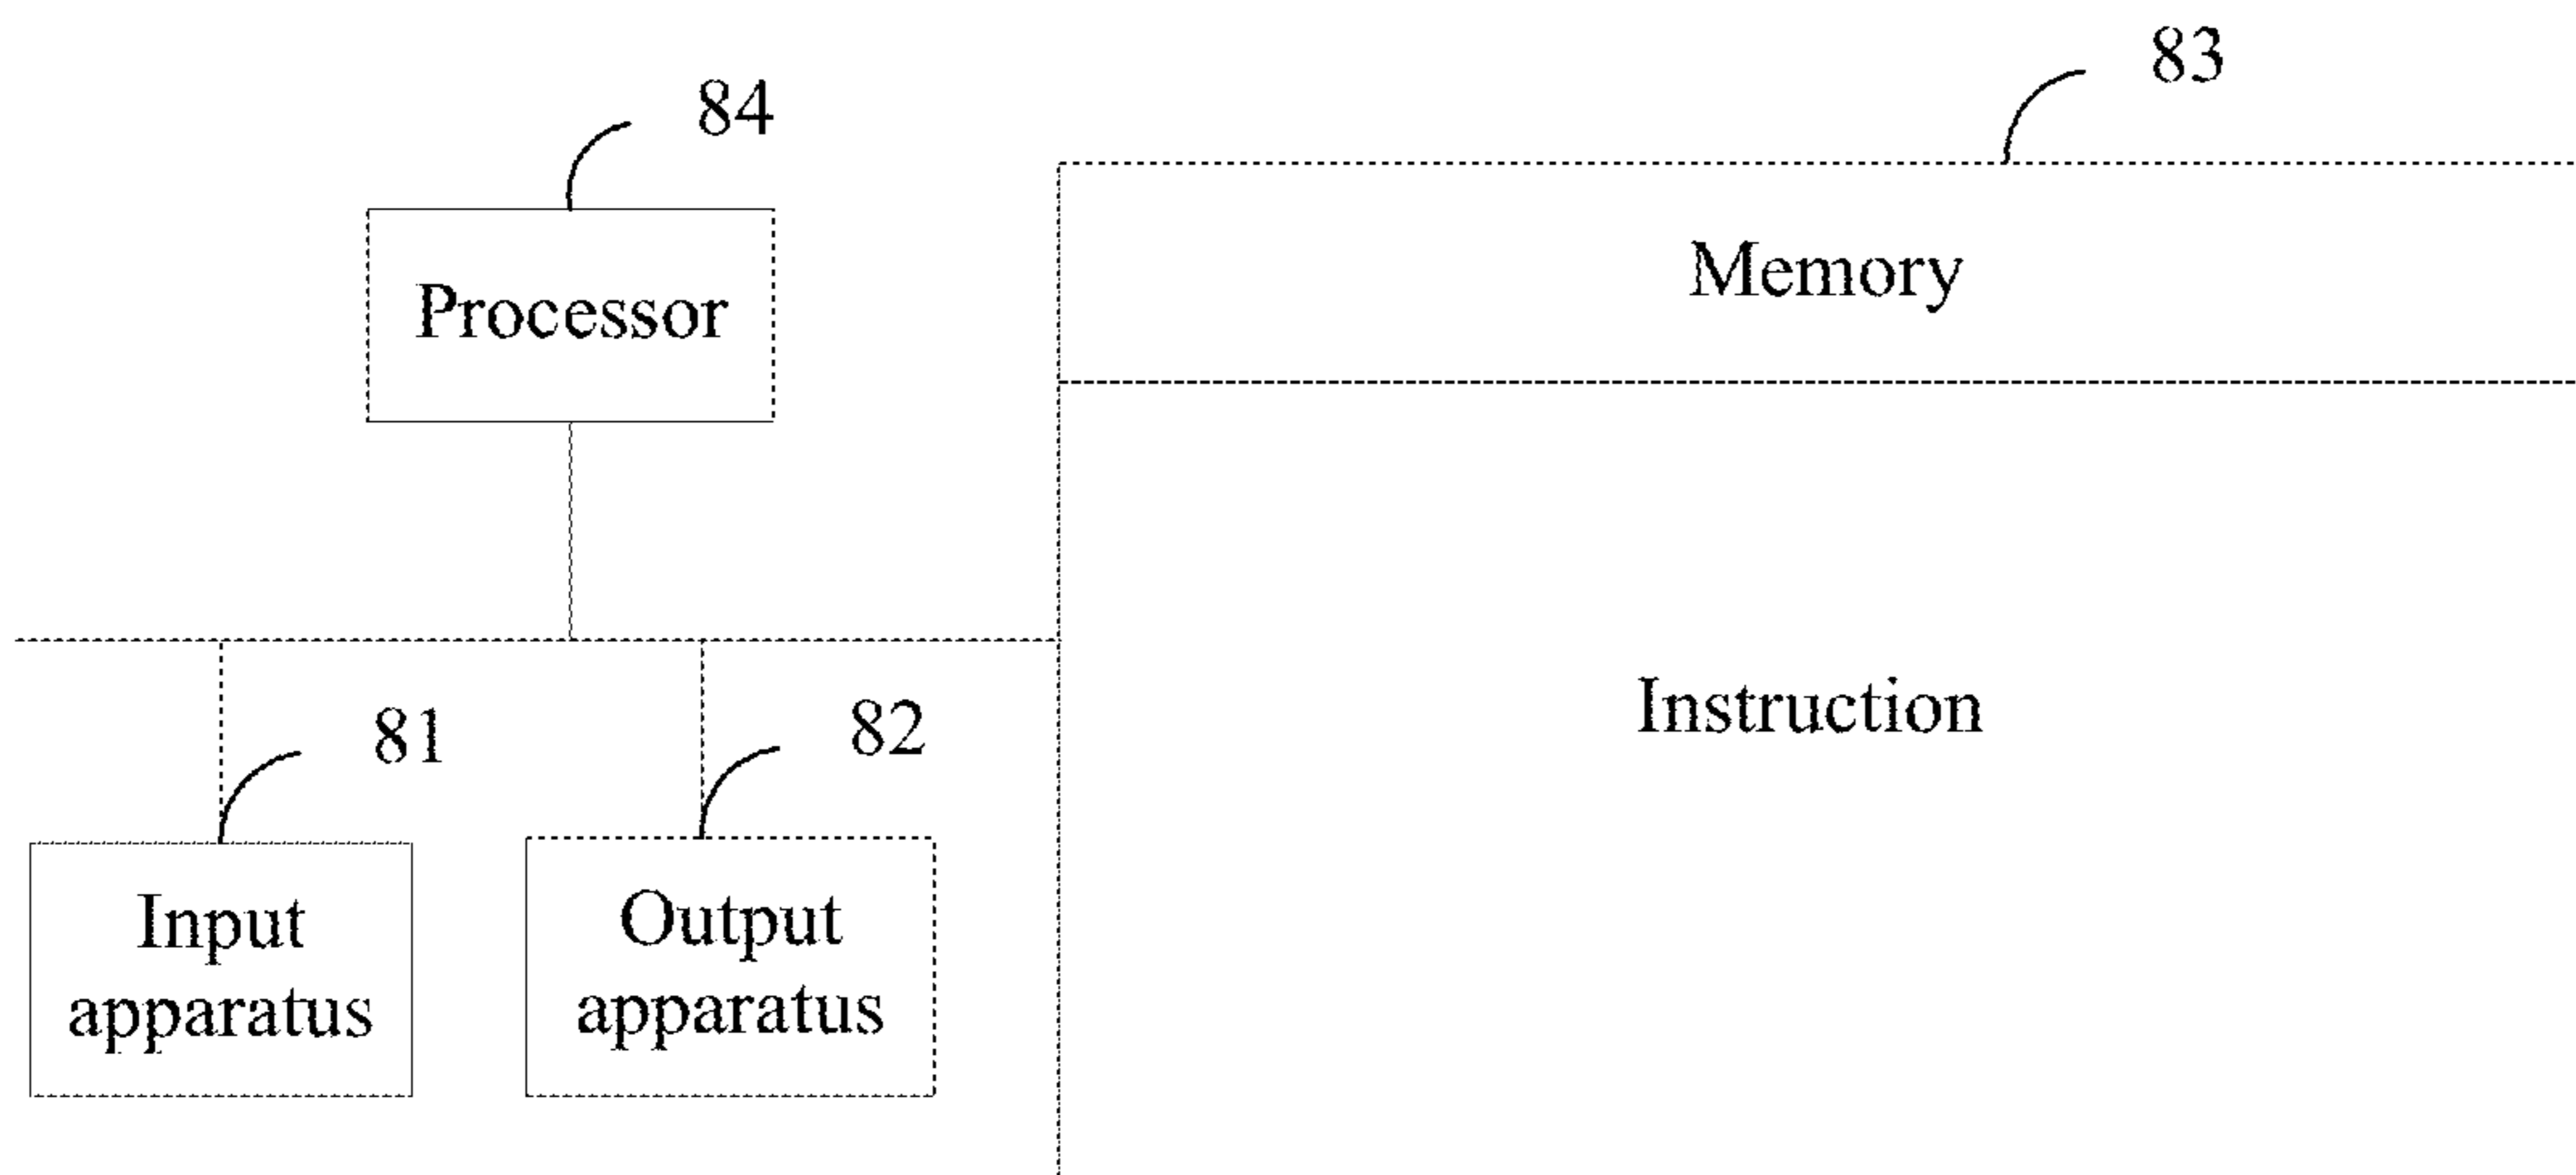 83
84
Memory
Processor
Instruction
81
82
Input
apparatus
Output
apparatus